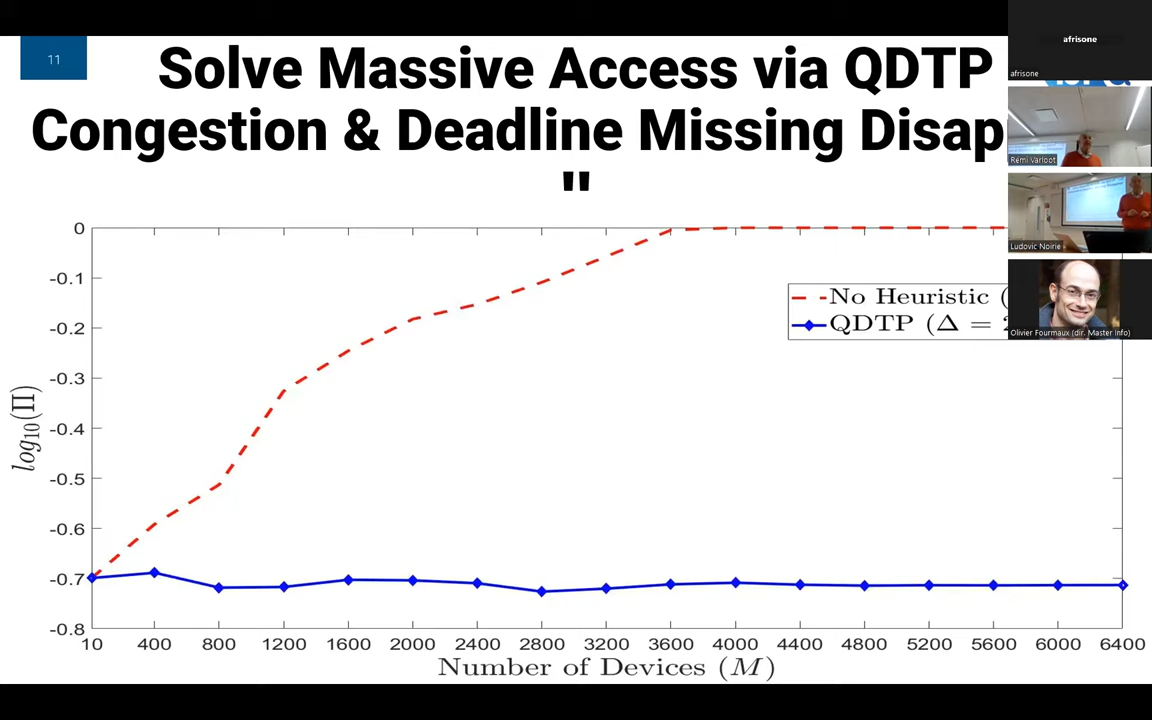 11
Solve Massive Access via QDTP
Congestion & Deadline Missing Disap
"
afrisone
afrisone
Rémi Varloot
Ludovic Noirie
Olivier Fourmaux (dir. Master Info)
0
-0.1
-0.2
-0.3
-0.4
-0.5
-0.6
-0.7
-0.8
log10(Π)
No Heuristic (
QDTP (Δ = 2
10 400 800 1200 1600 2000 2400 2800 3200 3600 4000 4400 4800 5200 5600 6000 6400
Number of Devices (M)